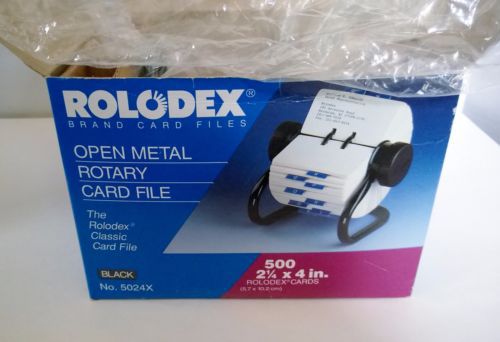 ROLODEX®
BRAND CARD FILES
OPEN METAL
ROTARY
CARD FILE
The
Rolodex®
Classic
Card File
BLACK
No. 5024X
500
2¼ x 4 in.
ROLODEX® CARDS
(5,7 x 10,2 cm)